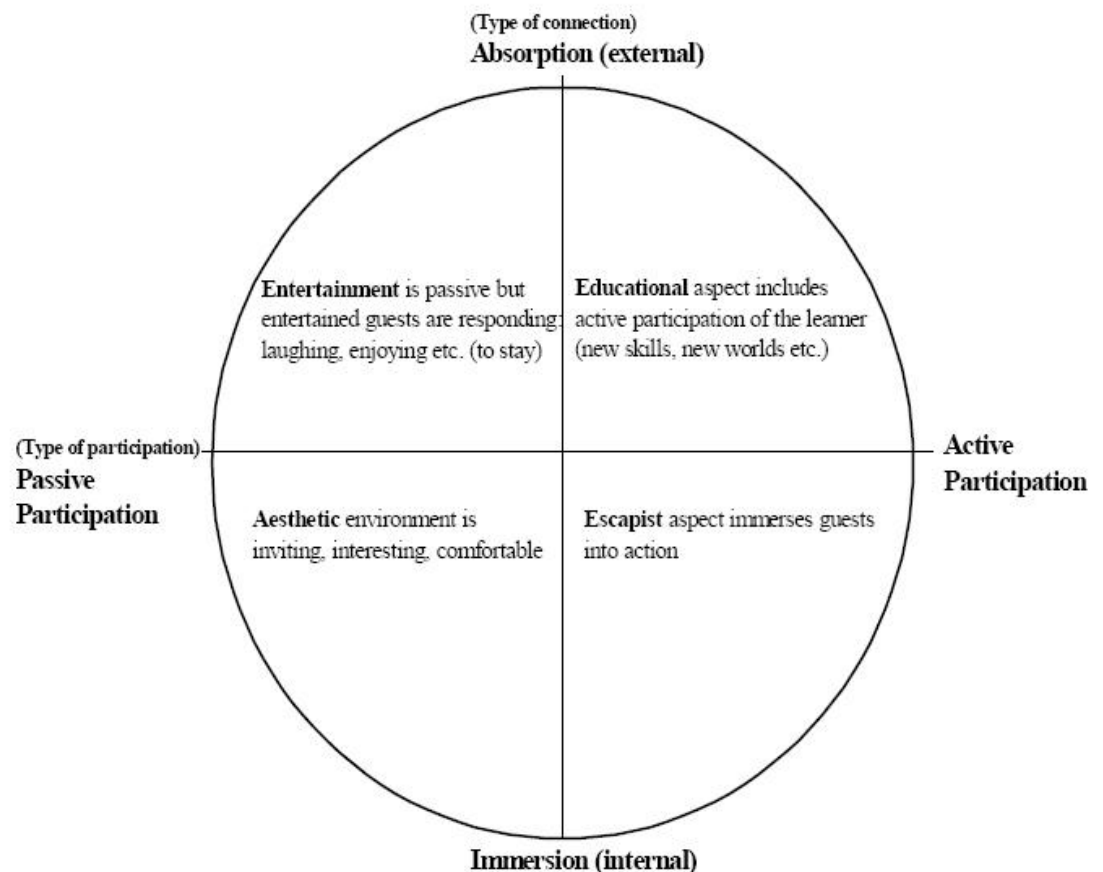 (Type of connection)
Absorption (external)
Entertainment is passive but
entertained guests are responding:
laughing, enjoying etc. (to stay)
Educational aspect includes
active participation of the learner
(new skills, new worlds etc.)
(Type of participation)
Passive
Participation
Active
Participation
Aesthetic environment is
inviting, interesting, comfortable
Escapist aspect immerses guests
into action
Immersion (internal)